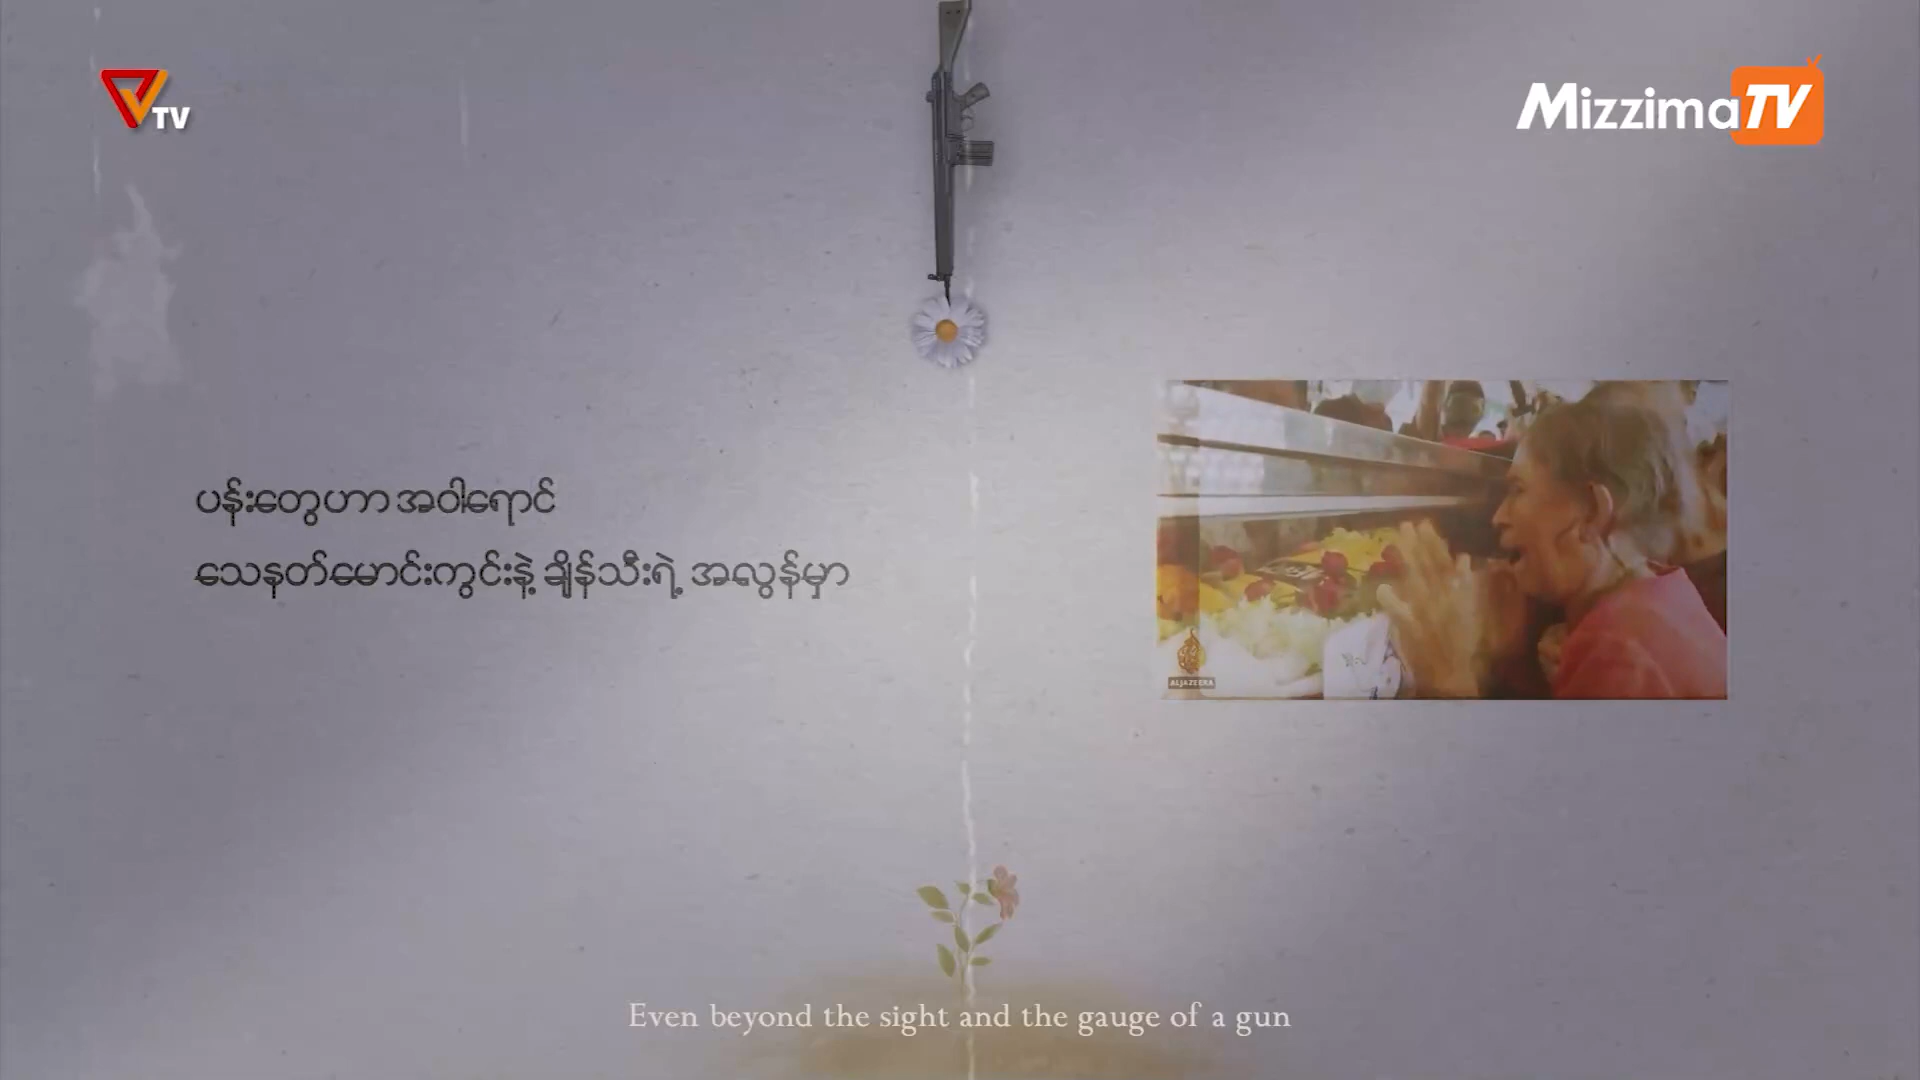 TV
MizzimaTV
ပန်းတွေဟာ အဝါရောင်
သေနတ်မောင်းကွင်းနဲ့ ချိန်သီးရဲ့ အလွန်မှာ
ALJAZEERA
Even beyond the sight and the gauge of a gun